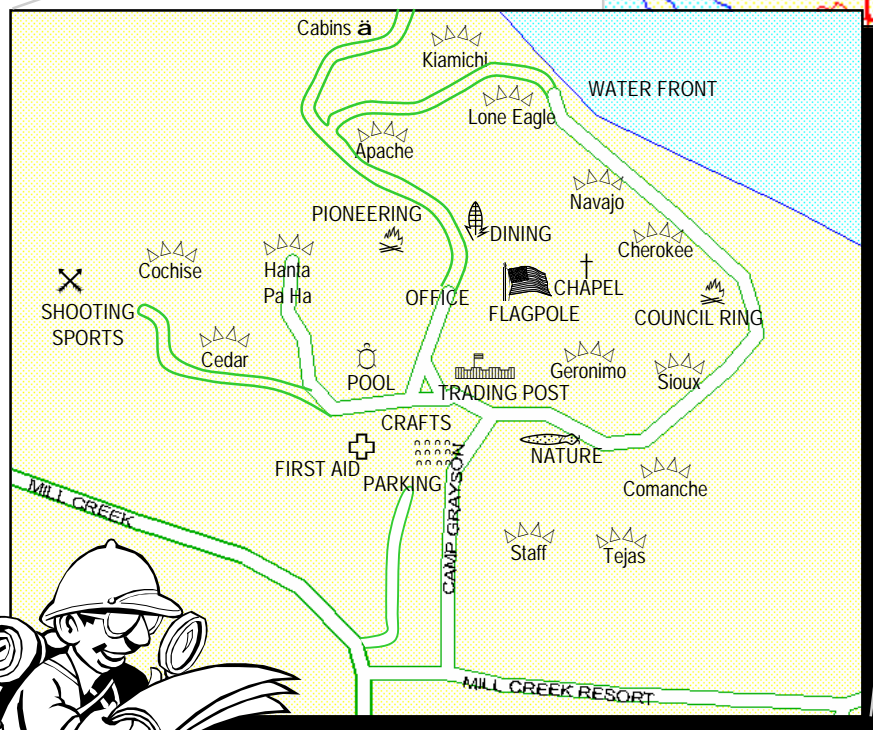 Cabins ä
Kiamichi
WATER FRONT
Lone Eagle
Apache
Navajo
PIONEERING
DINING
Cherokee
Cochise
Hanta
Pa Ha
CHAPEL
OFFICE
FLAGPOLE
COUNCIL RING
SHOOTING
SPORTS
Cedar
POOL
Geronimo
Sioux
TRADING POST
CRAFTS
NATURE
FIRST AID
PARKING
CAMP GRAYSON
Comanche
MILL CREEK
Staff
Tejas
MILL CREEK RESORT